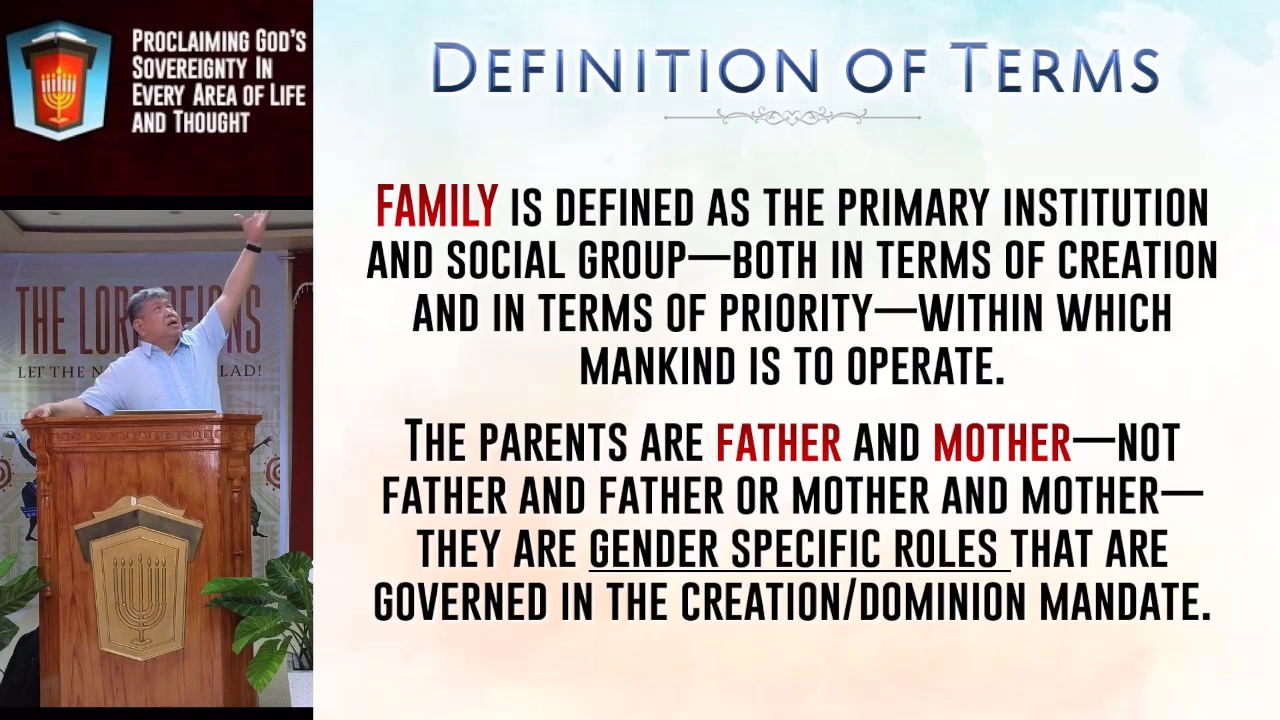 PROCLAIMING GOD'S
SOVEREIGNTY IN
EVERY AREA OF LIFE
AND THOUGHT
DEFINITION OF TERMS
FAMILY IS DEFINED AS THE PRIMARY INSTITUTION
AND SOCIAL GROUP—BOTH IN TERMS OF CREATION
AND IN TERMS OF PRIORITY—WITHIN WHICH
MANKIND IS TO OPERATE.
THE PARENTS ARE FATHER AND MOTHER—NOT
FATHER AND FATHER OR MOTHER AND MOTHER—
THEY ARE GENDER SPECIFIC ROLES THAT ARE
GOVERNED IN THE CREATION/DOMINION MANDATE.
THE LOR REIGNS
LET THE N LAD!